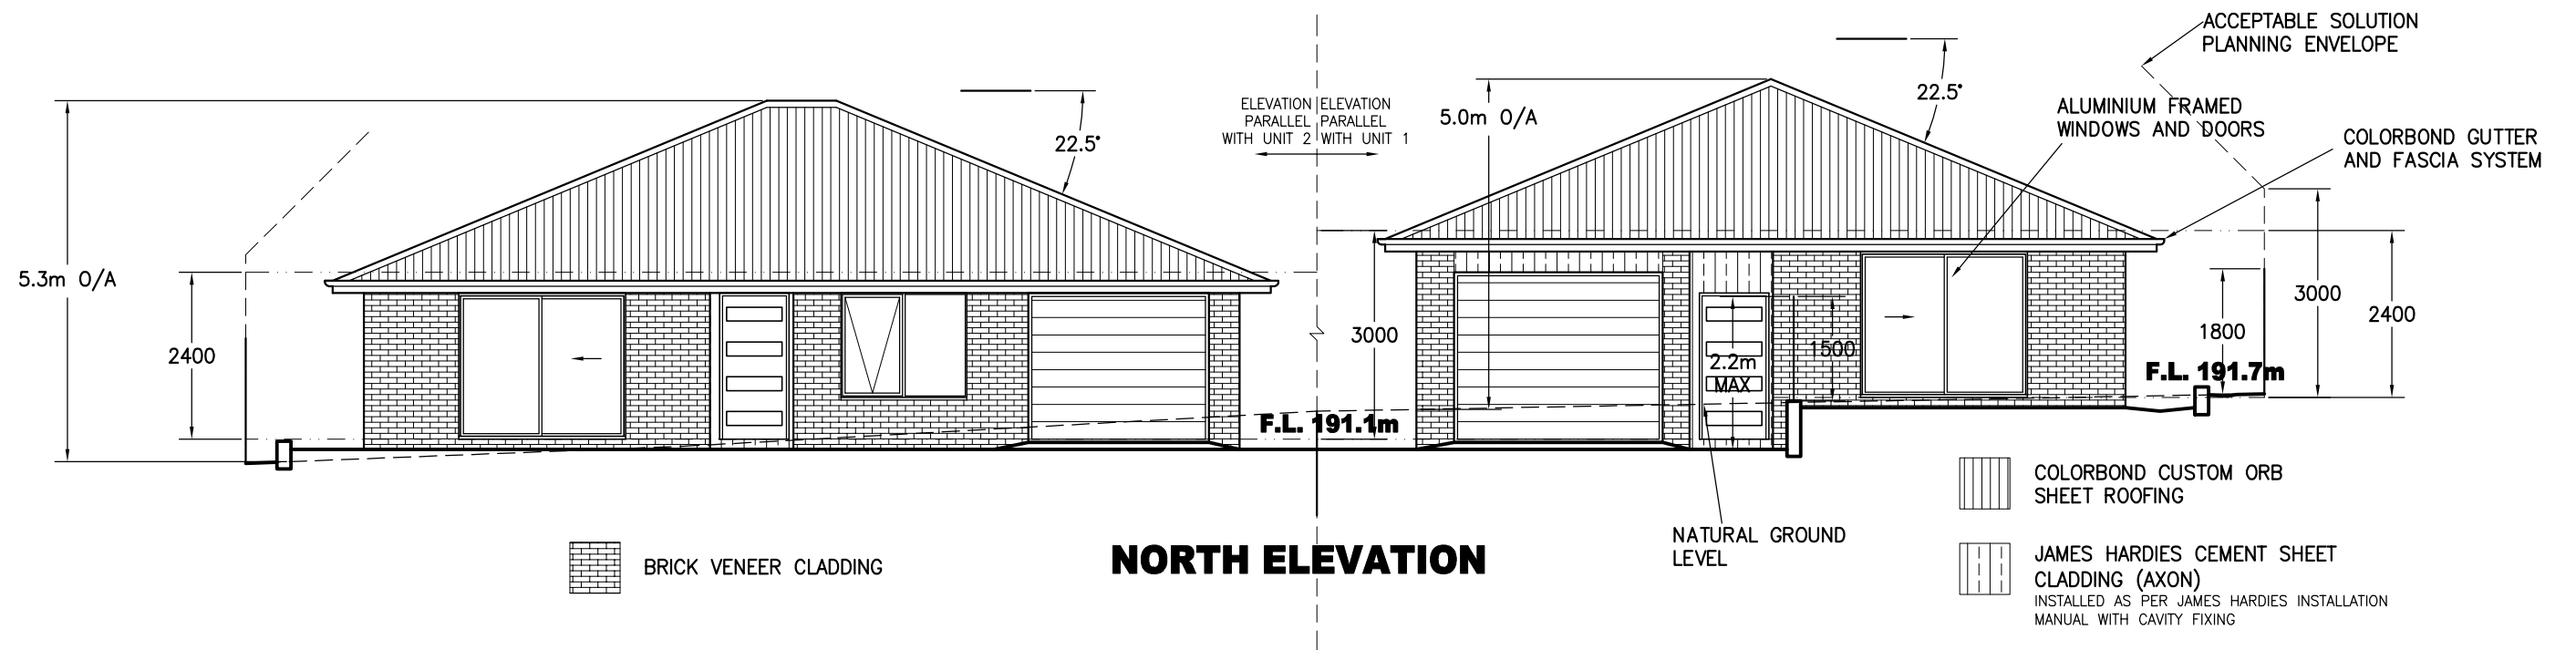 ACCEPTABLE SOLUTION
PLANNING ENVELOPE
22.5°
ALUMINIUM FRAMED
WINDOWS AND DOORS
COLORBOND GUTTER
AND FASCIA SYSTEM
ELEVATION
PARALLEL
WITH UNIT 2
ELEVATION
PARALLEL
WITH UNIT 1
5.0m O/A
22.5°
5.3m O/A
2400
3000
2.2m
MAX
1500
1800
3000
2400
F.L. 191.7m
F.L. 191.1m
NATURAL GROUND
LEVEL
COLORBOND CUSTOM ORB
SHEET ROOFING
BRICK VENEER CLADDING
NORTH ELEVATION
JAMES HARDIES CEMENT SHEET
CLADDING (AXON)
INSTALLED AS PER JAMES HARDIES INSTALLATION
MANUAL WITH CAVITY FIXING